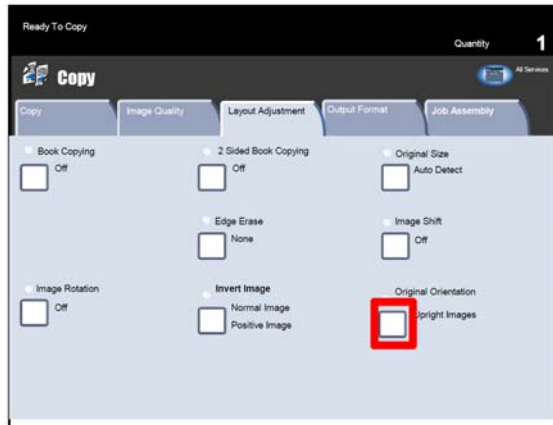 Ready To Copy
Quantity 1
Copy
All Services
Copy
Image Quality
Layout Adjustment
Output Format
Job Assembly
Book Copying
Off
2 Sided Book Copying
Off
Original Size
Auto Detect
Edge Erase
None
Image Shift
Off
Image Rotation
Off
Invert Image
Normal Image
Positive Image
Original Orientation
Upright Images